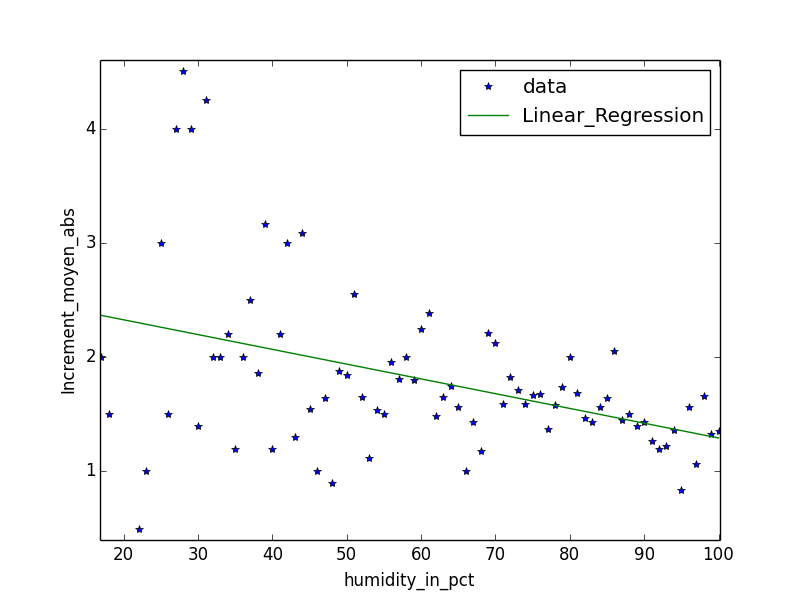 data
Linear_Regression
4
3
2
1
Increment_moyen_abs
20 30 40 50 60 70 80 90 100
humidity_in_pct